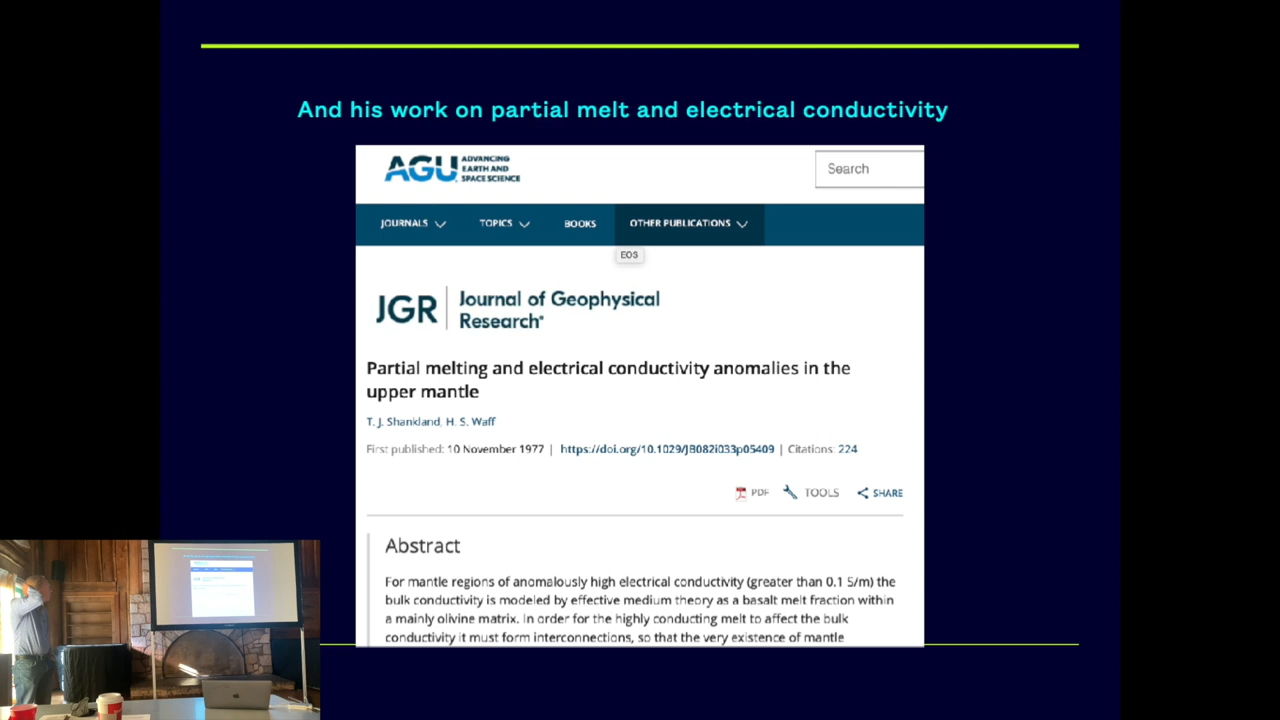 And his work on partial melt and electrical conductivity
AGU ADVANCING
EARTH AND
SPACE SCIENCE
Search
JOURNALS TOPICS BOOKS OTHER PUBLICATIONS
EOS
JGR Journal of Geophysical
Research
Partial melting and electrical conductivity anomalies in the
upper mantle
T. J. Shankland, H. S. Waff
First published: 10 November 1977 | https://doi.org/10.1029/JB082i033p05409 | Citations: 224
PDF TOOLS SHARE
Abstract
For mantle regions of anomalously high electrical conductivity (greater than 0.1 S/m) the
bulk conductivity is modeled by effective medium theory as a basalt melt fraction within
a mainly olivine matrix. In order for the highly conducting melt to affect the bulk
conductivity it must form interconnections, so that the very existence of mantle